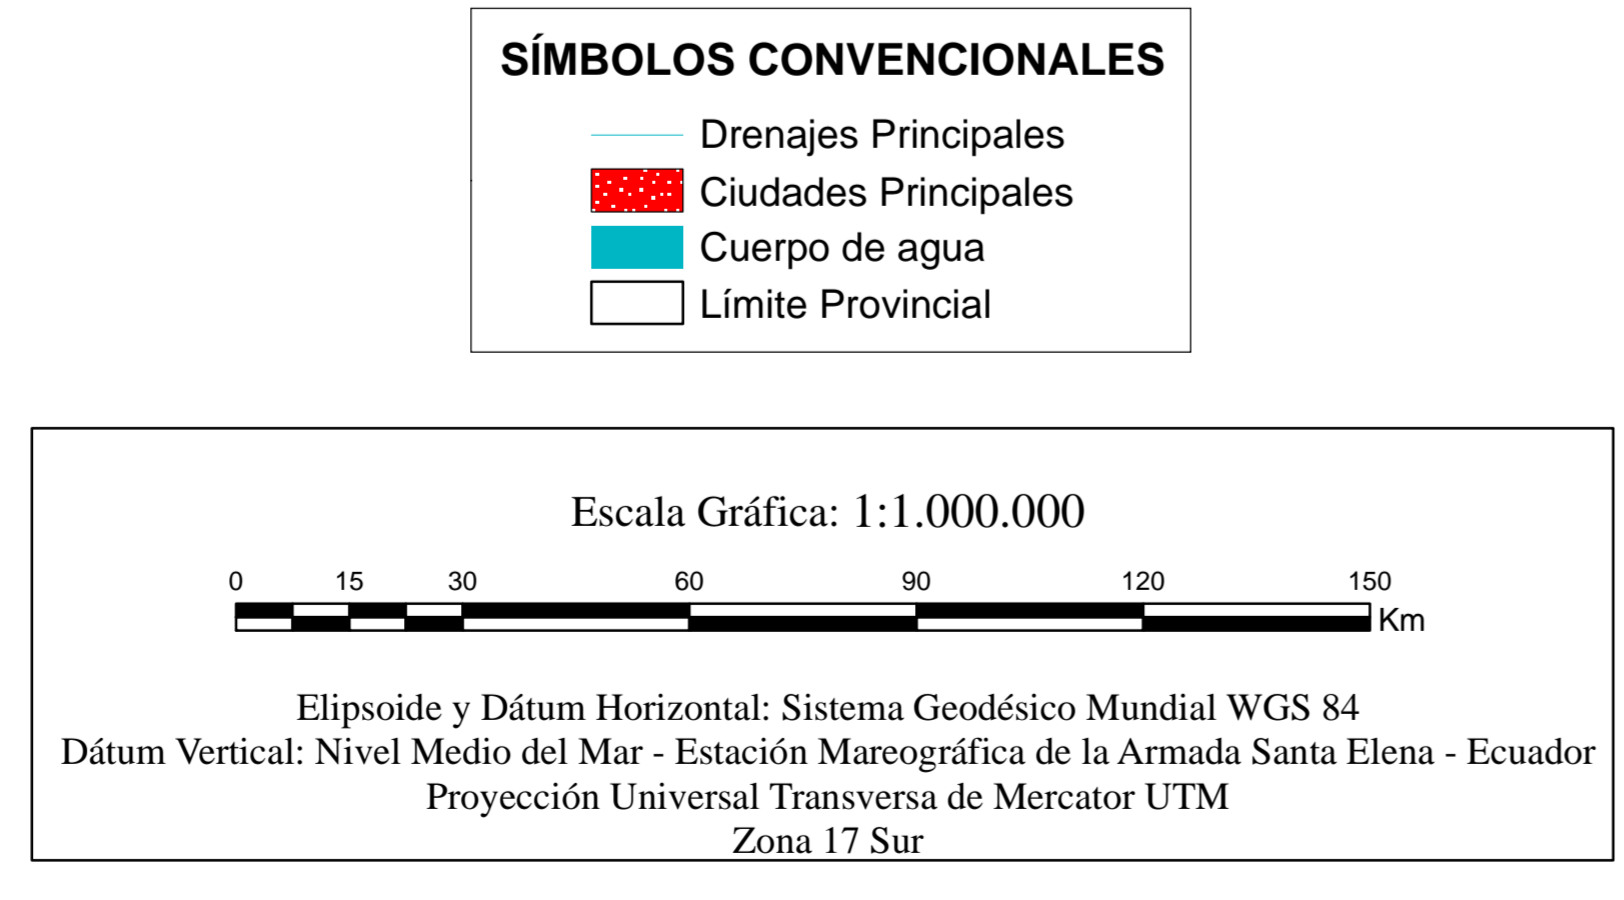 SÍMBOLOS CONVENCIONALES
Drenajes Principales
Ciudades Principales
Cuerpo de agua
Límite Provincial
Escala Gráfica: 1:1.000.000
0 15 30 60 90 120 150
Km
Elipsoide y Dátum Horizontal: Sistema Geodésico Mundial WGS 84
Dátum Vertical: Nivel Medio del Mar - Estación Mareográfica de la Armada Santa Elena - Ecuador
Proyección Universal Transversa de Mercator UTM
Zona 17 Sur